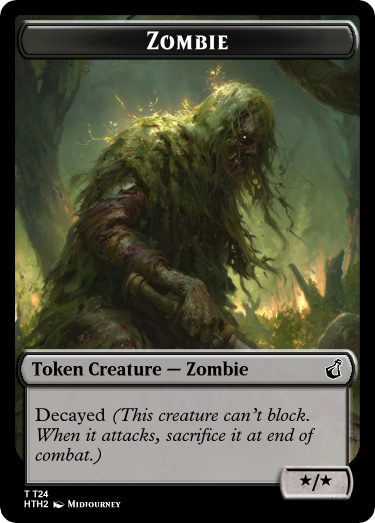 Zombie
Token Creature — Zombie
Decayed (This creature can't block.
When it attacks, sacrifice it at end of
combat.)
★/★
T T24
HTH2 Midjourney